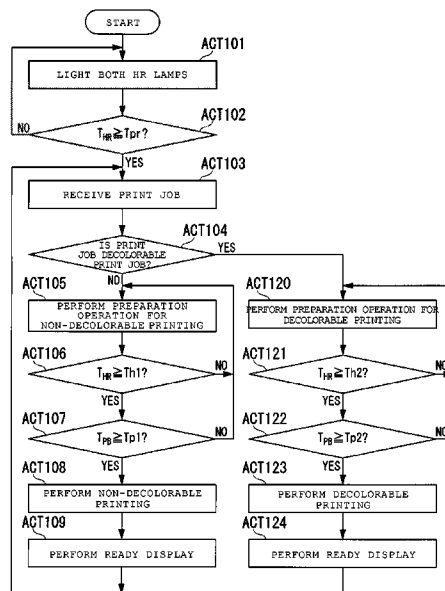 START
ACT101
LIGHT BOTH HR LAMPS
ACT102
THR≧Tpr?
NO
YES
ACT103
RECEIVE PRINT JOB
ACT104
IS PRINT
JOB DECOLORABLE
PRINT JOB?
YES
NO
ACT105
PERFORM PREPARATION
OPERATION FOR
NON-DECOLORABLE PRINTING
ACT106
THR≧Th1?
NO
YES
ACT107
TPB≧Tp1?
NO
YES
ACT108
PERFORM NON-DECOLORABLE
PRINTING
ACT109
PERFORM READY DISPLAY
ACT120
PERFORM PREPARATION OPERATION FOR
DECOLORABLE PRINTING
ACT121
THR≧Th2?
NO
YES
ACT122
TPB≧Tp2?
NO
YES
ACT123
PERFORM DECOLORABLE
PRINTING
ACT124
PERFORM READY DISPLAY